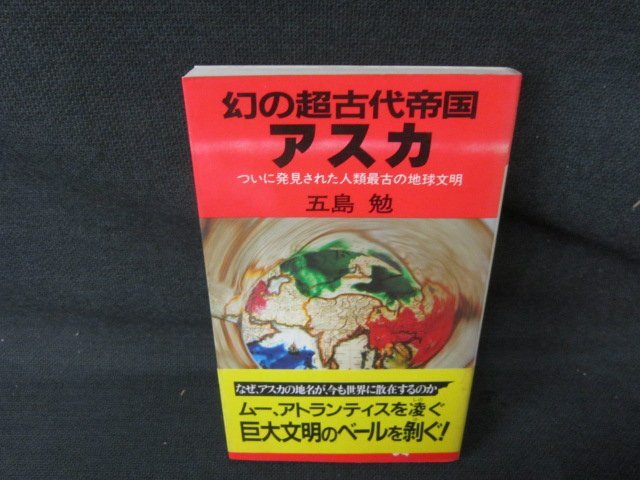 幻の超古代帝国
アスカ
ついに発見された人類最古の地球文明
五島 勉
なぜ、アスカの地名が、今も世界に散在するのか
ムー、アトランティスを凌ぐ
巨大文明のベールを剝ぐ!